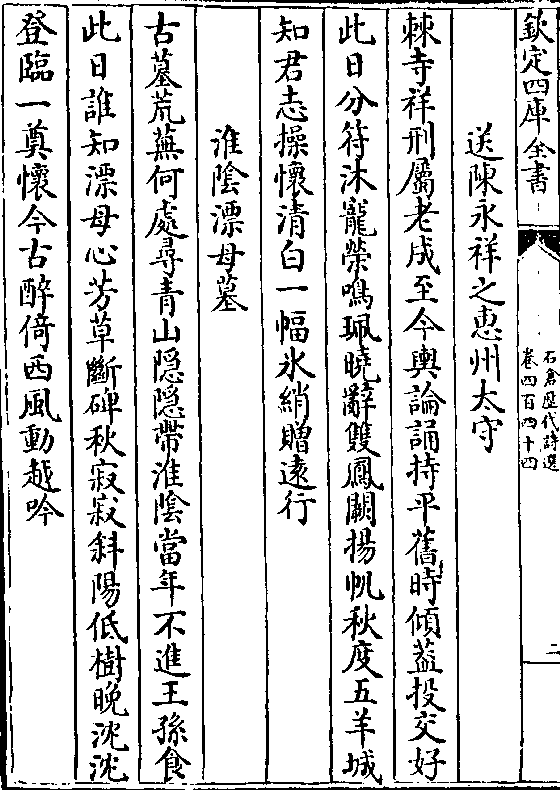 欽定四庫全書
石倉歷代詩選
卷四百四十四
二
送陳永祥之惠州太守
棘寺祥刑屬老成至今輿論誦持平舊時傾蓋投交好
此日分符沐寵榮鳴珮曉辭雙鳳闕揚帆秋度五羊城
知君志操懷清白一幅氷綃贈遠行
淮陰漂母墓
古墓荒蕪何處尋青山隠隠帶淮陰當年不進王孫食
此日誰知漂母心芳草斷碑秋寂寂斜陽低樹晚沈沈
登臨一奠懷今古醉倚西風動越吟